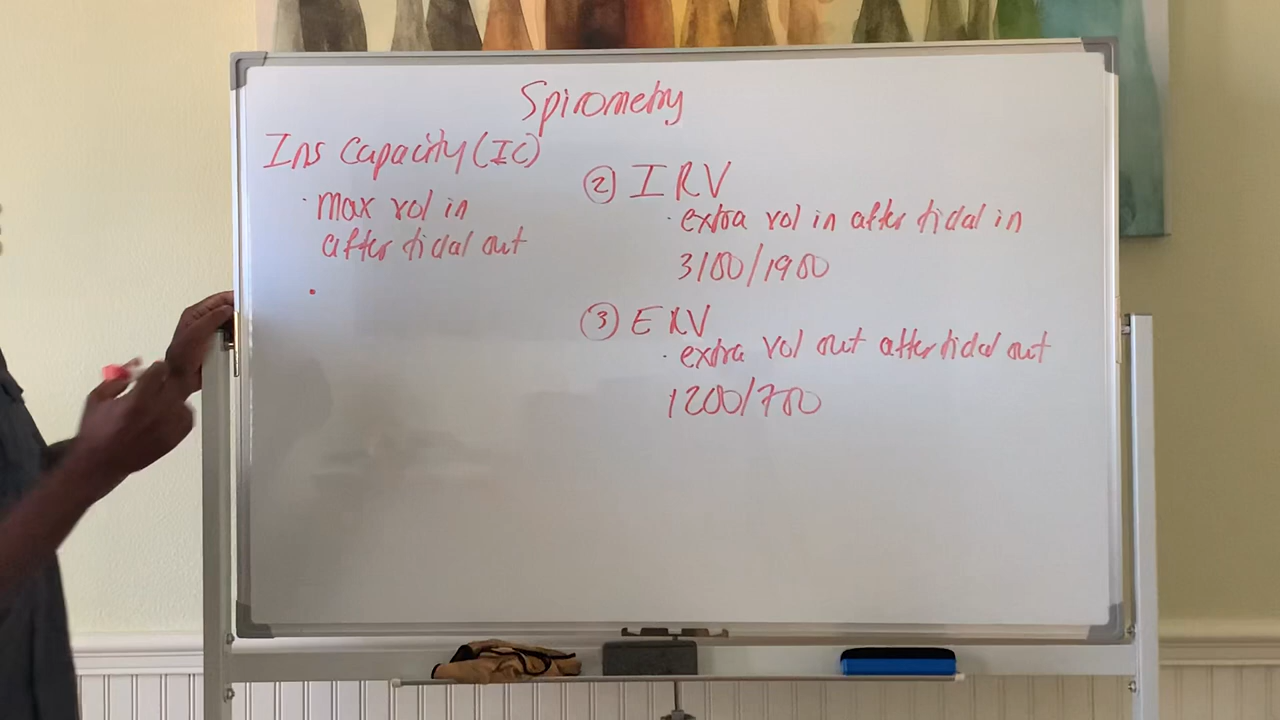 Spirometry
Ins Capacity (IC)
· max vol in
after tidal out
·
② IRV
· extra vol in after tidal in
3100/1900
③ ERV
· extra vol out after tidal out
1200/700